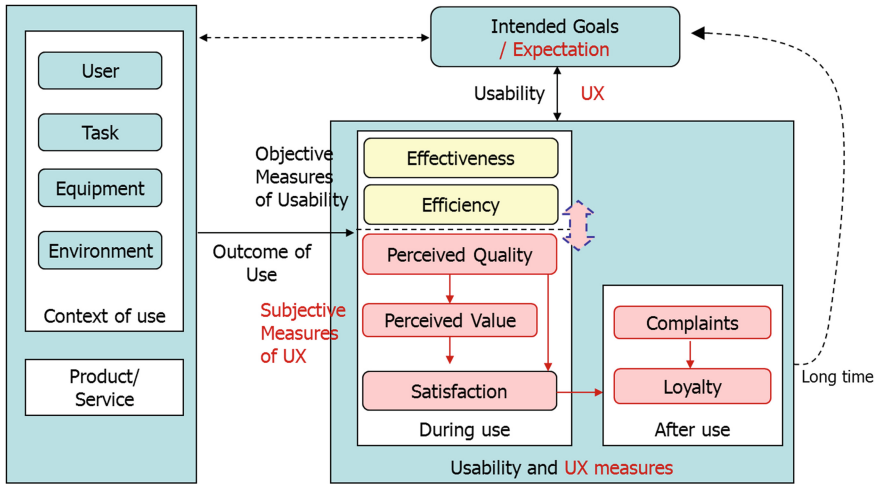 Intended Goals
/ Expectation
User
Task
Equipment
Environment
Context of use
Product/
Service
Usability
UX
Objective
Measures
of Usability
Outcome of
Use
Subjective
Measures
of UX
Effectiveness
Efficiency
Perceived Quality
Perceived Value
Satisfaction
During use
Complaints
Loyalty
After use
Long time
Usability and UX measures